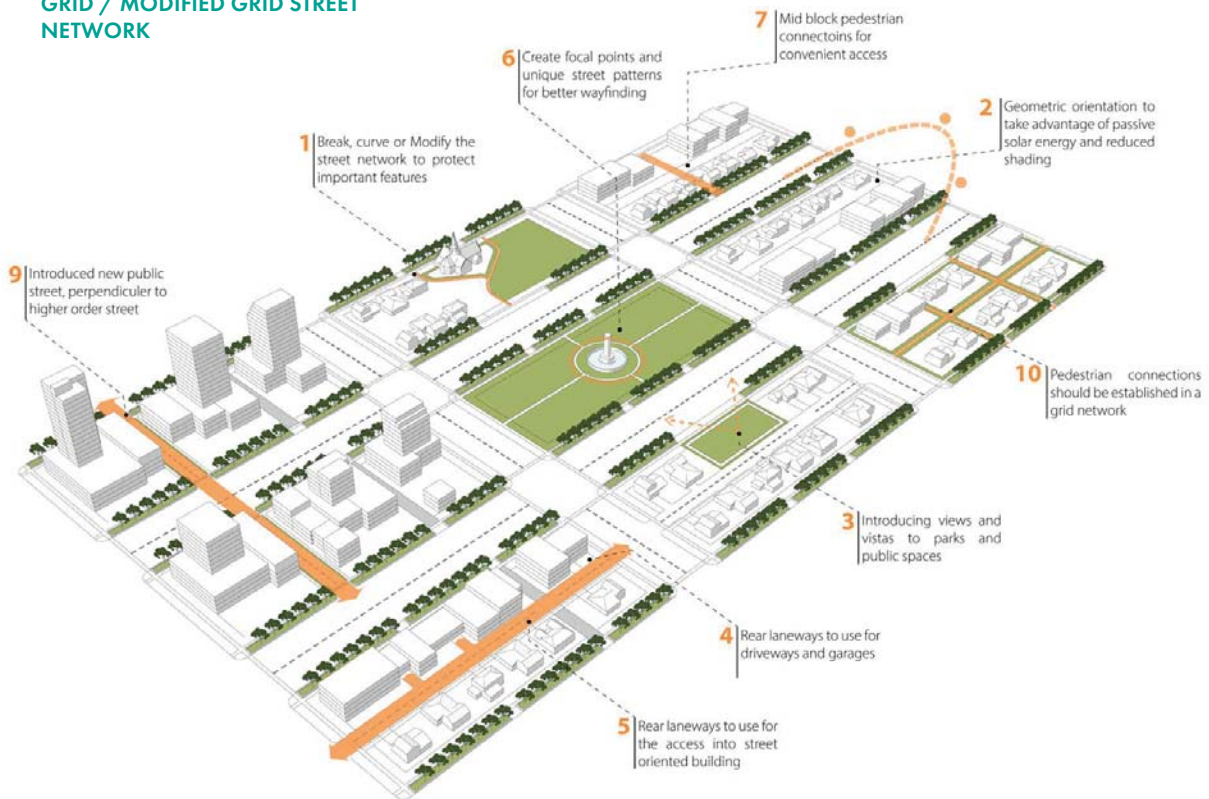 GRID / MODIFIED GRID STREET
NETWORK
7 Mid block pedestrian
connectoins for
convenient access
6 Create focal points and
unique street patterns
for better wayfinding
2 Geometric orientation to
take advantage of passive
solar energy and reduced
shading
1 Break, curve or Modify the
street network to protect
important features
9 Introduced new public
street, perpendiculer to
higher order street
10 Pedestrian connections
should be established in a
grid network
3 Introducing views and
vistas to parks and
public spaces
4 Rear laneways to use for
driveways and garages
5 Rear laneways to use for
the access into street
oriented building